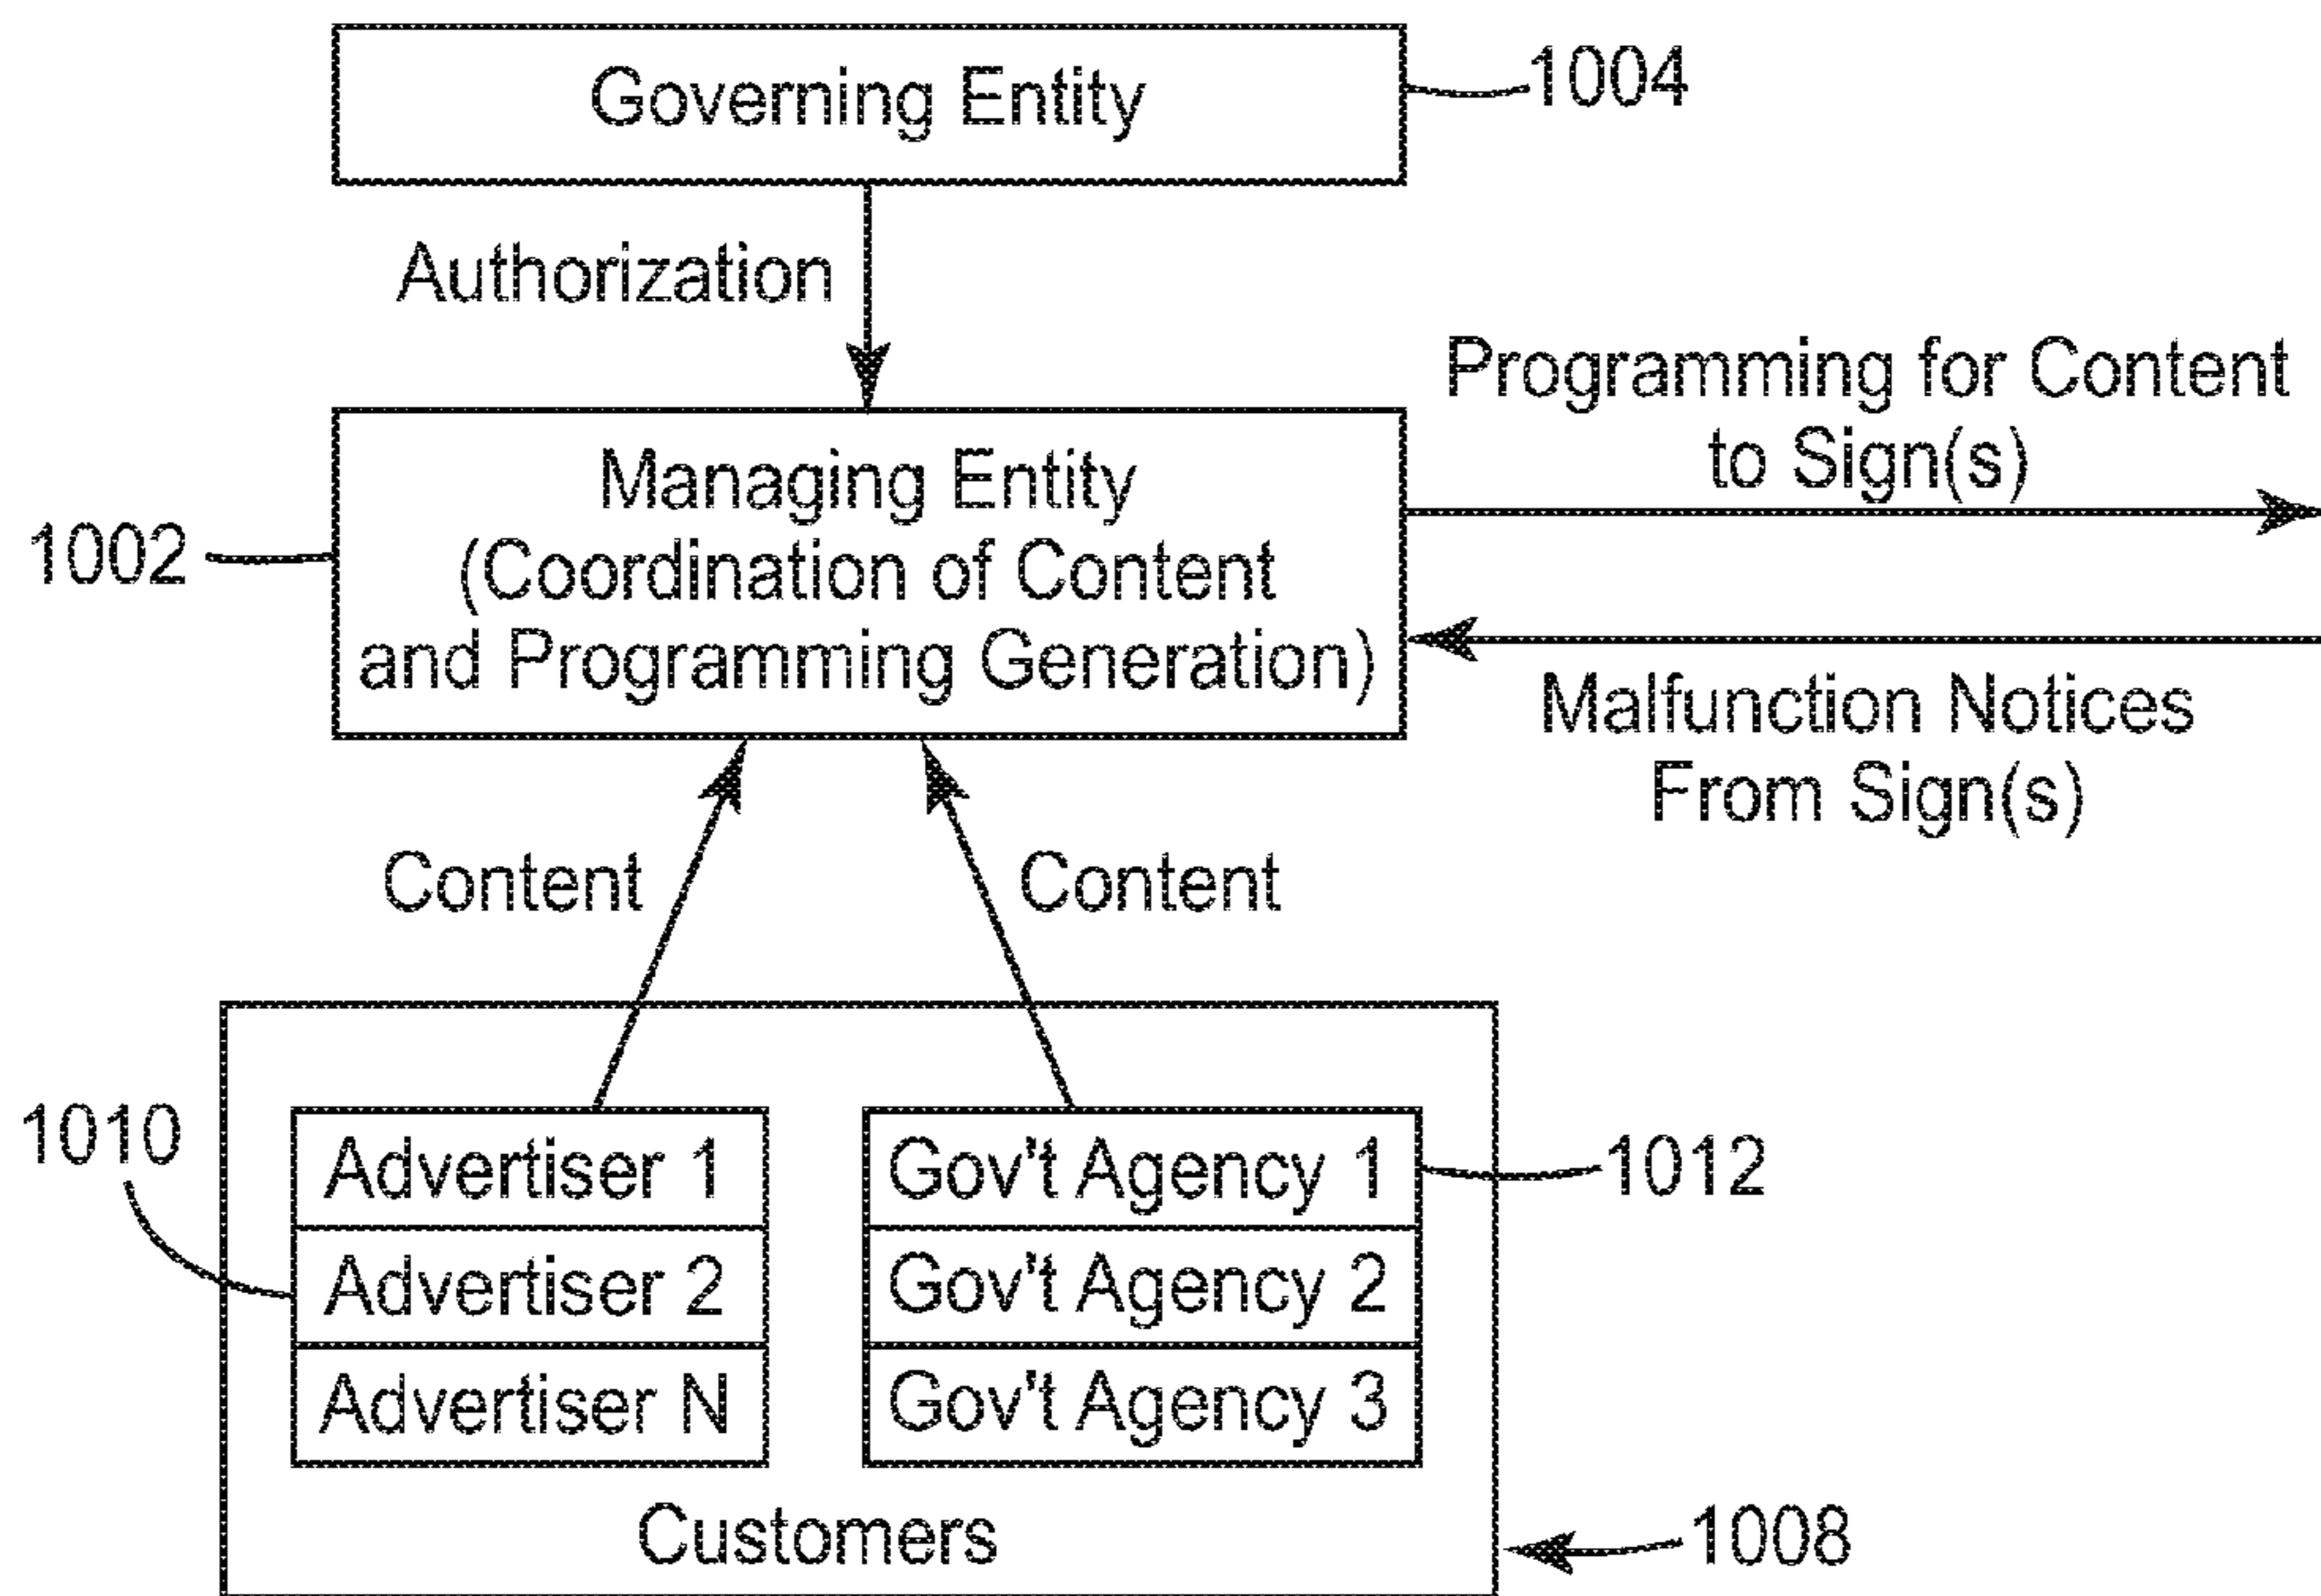 Governing Entity
1004
Authorization
Programming for Content
to Sign(s)
1002
Managing Entity
(Coordination of Content
and Programming Generation)
Malfunction Notices
From Sign(s)
Content
Content
1010
Advertiser 1
Advertiser 2
Advertiser N
Gov't Agency 1
Gov't Agency 2
Gov't Agency 3
1012
Customers
1008